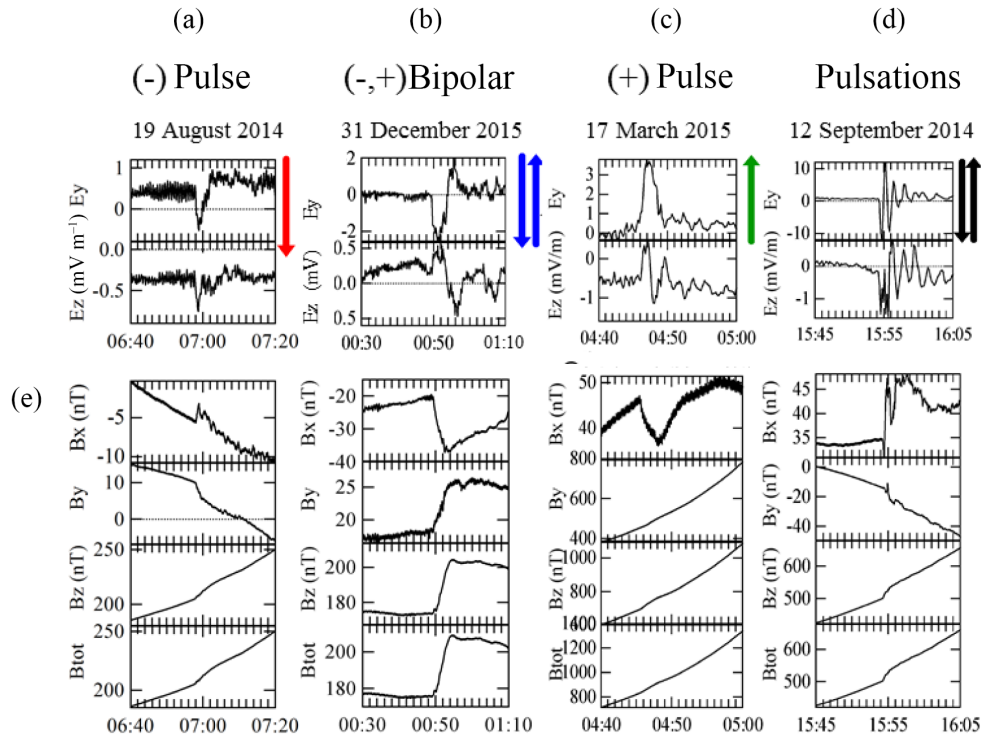 (a) (b) (c) (d)
(-) Pulse (-,+) Bipolar (+) Pulse Pulsations
19 August 2014 31 December 2015 17 March 2015 12 September 2014
1 0 Ey
2 0 2 Ey
3 2 1 0 Ey
10 0 -10 Ey
0.0 -0.5 Ez (mV m⁻¹)
0.5 0.0 0.5 Ez (mV)
0 -1 Ez (mV/m)
0 -1 Ez (mV/m)
06:40 07:00 07:20 00:30 00:50 01:10 04:40 04:50 05:00 15:45 15:55 16:05
(e)
-5 -10 Bx (nT)
-20 -30 -40 Bx (nT)
50 40 Bx (nT)
45 40 35 Bx (nT)
10 0 By
25 20 By
800 600 400 By (nT)
0 -20 -40 By (nT)
250 200 Bz (nT)
200 180 Bz (nT)
1000 800 600 Bz (nT)
600 500 Bz (nT)
250 200 Btot
200 180 Btot
1200 1000 800 Btot
600 500 Btot
06:40 07:00 07:20 00:30 00:50 01:10 04:40 04:50 05:00 15:45 15:55 16:05